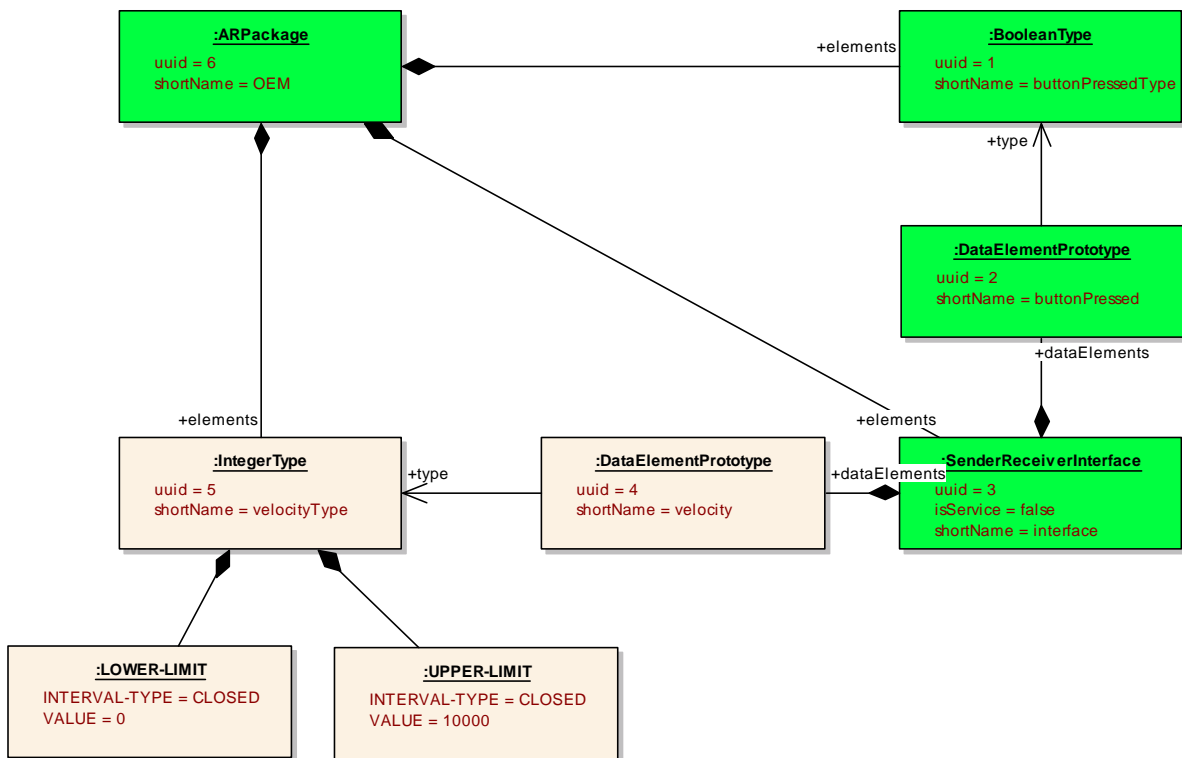 :ARPackage
uuid = 6
shortName = OEM
+elements
:BooleanType
uuid = 1
shortName = buttonPressedType
+type
:DataElementPrototype
uuid = 2
shortName = buttonPressed
+dataElements
+elements
+elements
:IntegerType
uuid = 5
shortName = velocityType
+type
:DataElementPrototype
uuid = 4
shortName = velocity
+dataElements
:SenderReceiverInterface
uuid = 3
isService = false
shortName = interface
:LOWER-LIMIT
INTERVAL-TYPE = CLOSED
VALUE = 0
:UPPER-LIMIT
INTERVAL-TYPE = CLOSED
VALUE = 10000